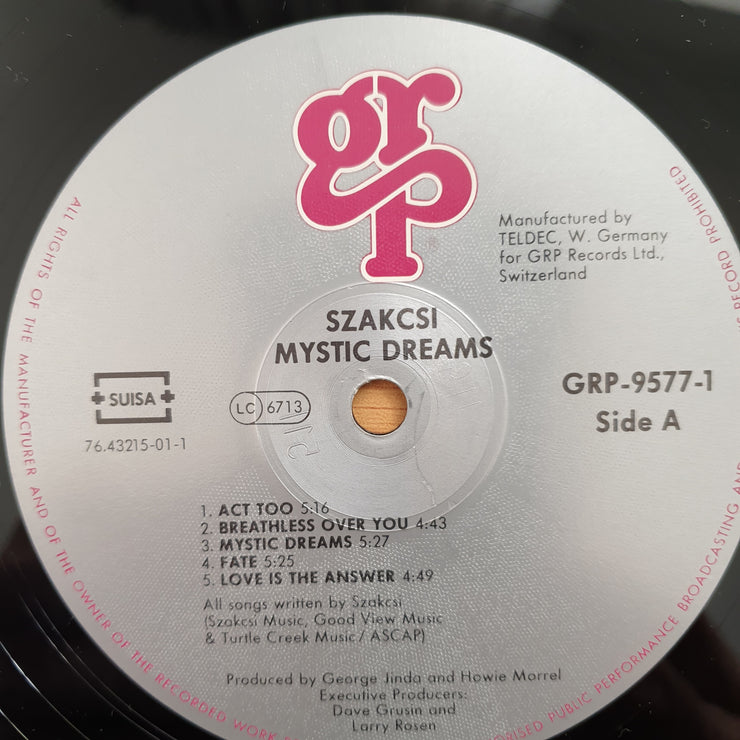 grp
®
Manufactured by
TELDEC, W. Germany
for GRP Records Ltd.,
Switzerland
SZAKCSI
MYSTIC DREAMS
SUISA
76.43215-01-1
LC 6713
GRP-9577-1
Side A
1. ACT TOO 5:16
2. BREATHLESS OVER YOU 4:43
3. MYSTIC DREAMS 5:27
4. FATE 5:25
5. LOVE IS THE ANSWER 4:49
All songs written by Szakcsi
(Szakcsi Music, Good View Music
& Turtle Creek Music / ASCAP)
Produced by George Jinda and Howie Morrel
Executive Producers:
Dave Grusin and
Larry Rosen
ALL RIGHTS OF THE MANUFACTURER AND OF THE OWNER OF THE RECORDED WORK
PUBLIC PERFORMANCE BROADCASTING AND
RECORD PROHIBITED